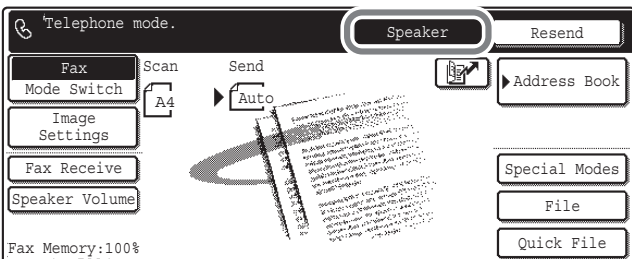 Telephone mode.
Speaker
Resend
Fax
Mode Switch
Scan
A4
Send
Auto
Address Book
Image
Settings
Fax Receive
Speaker Volume
Special Modes
File
Quick File
Fax Memory:100%